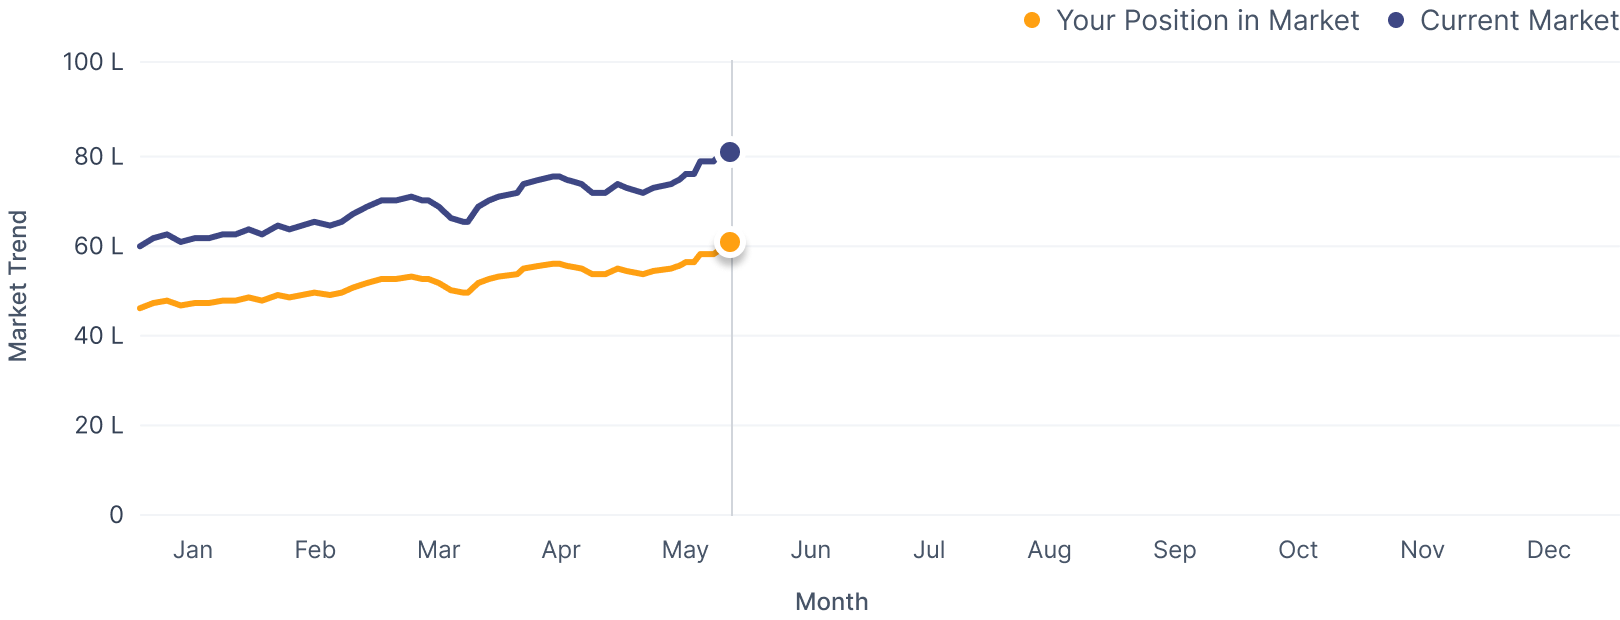 Your Position in Market
Current Market
100 L
80 L
60 L
40 L
20 L
0
Market Trend
Jan Feb Mar Apr May Jun Jul Aug Sep Oct Nov Dec
Month